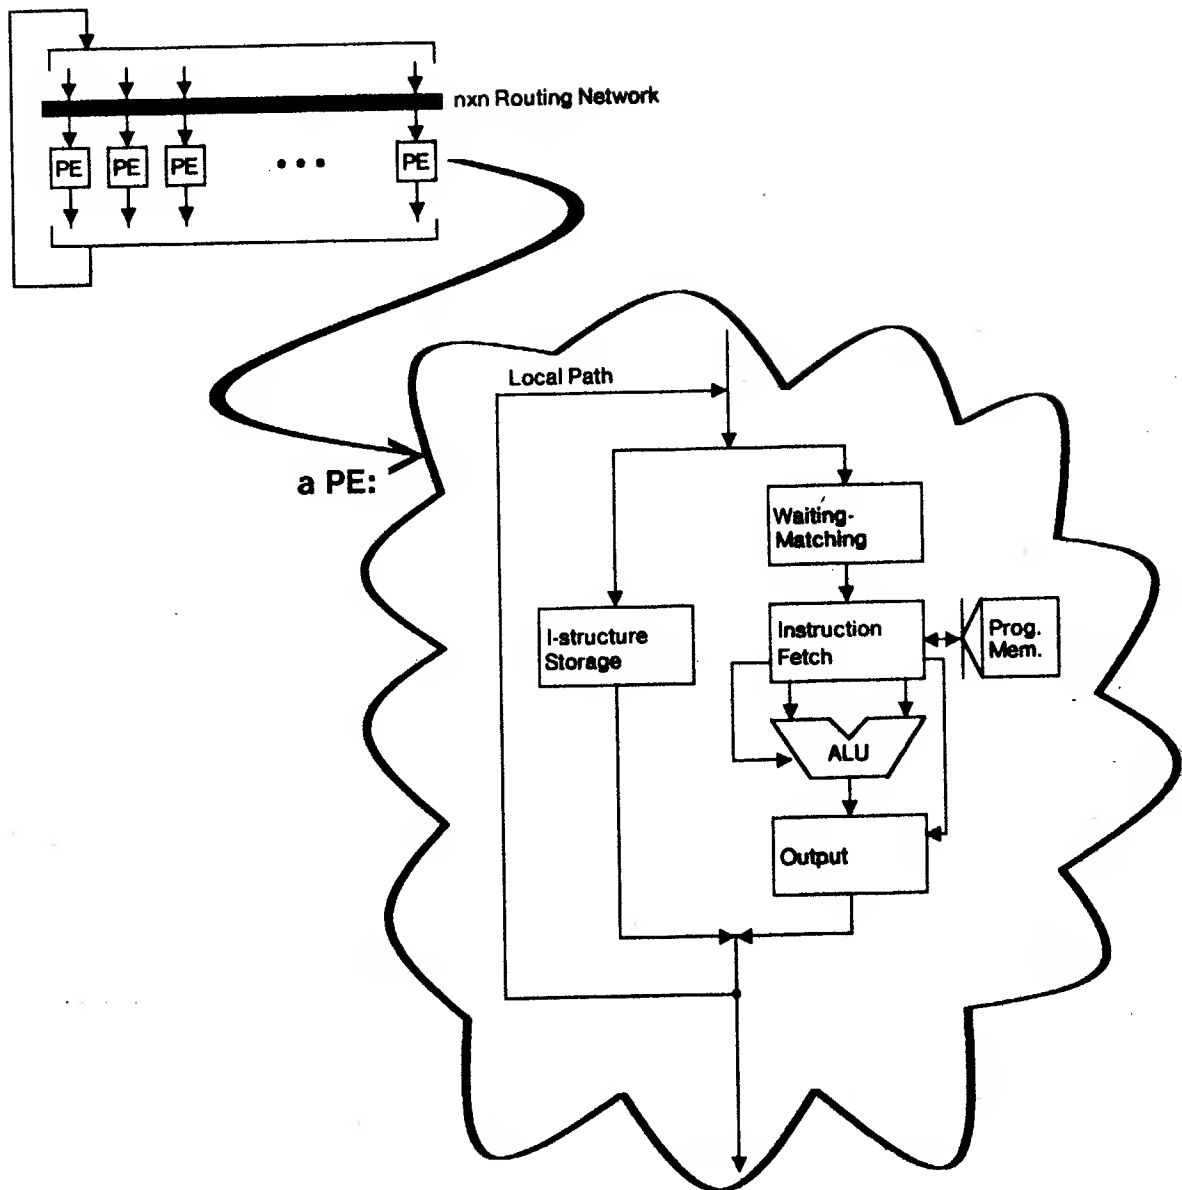 nxn Routing Network
PE PE PE • • • PE
Local Path
a PE:
Waiting-
Matching
I-structure
Storage
Instruction
Fetch
Prog.
Mem.
ALU
Output